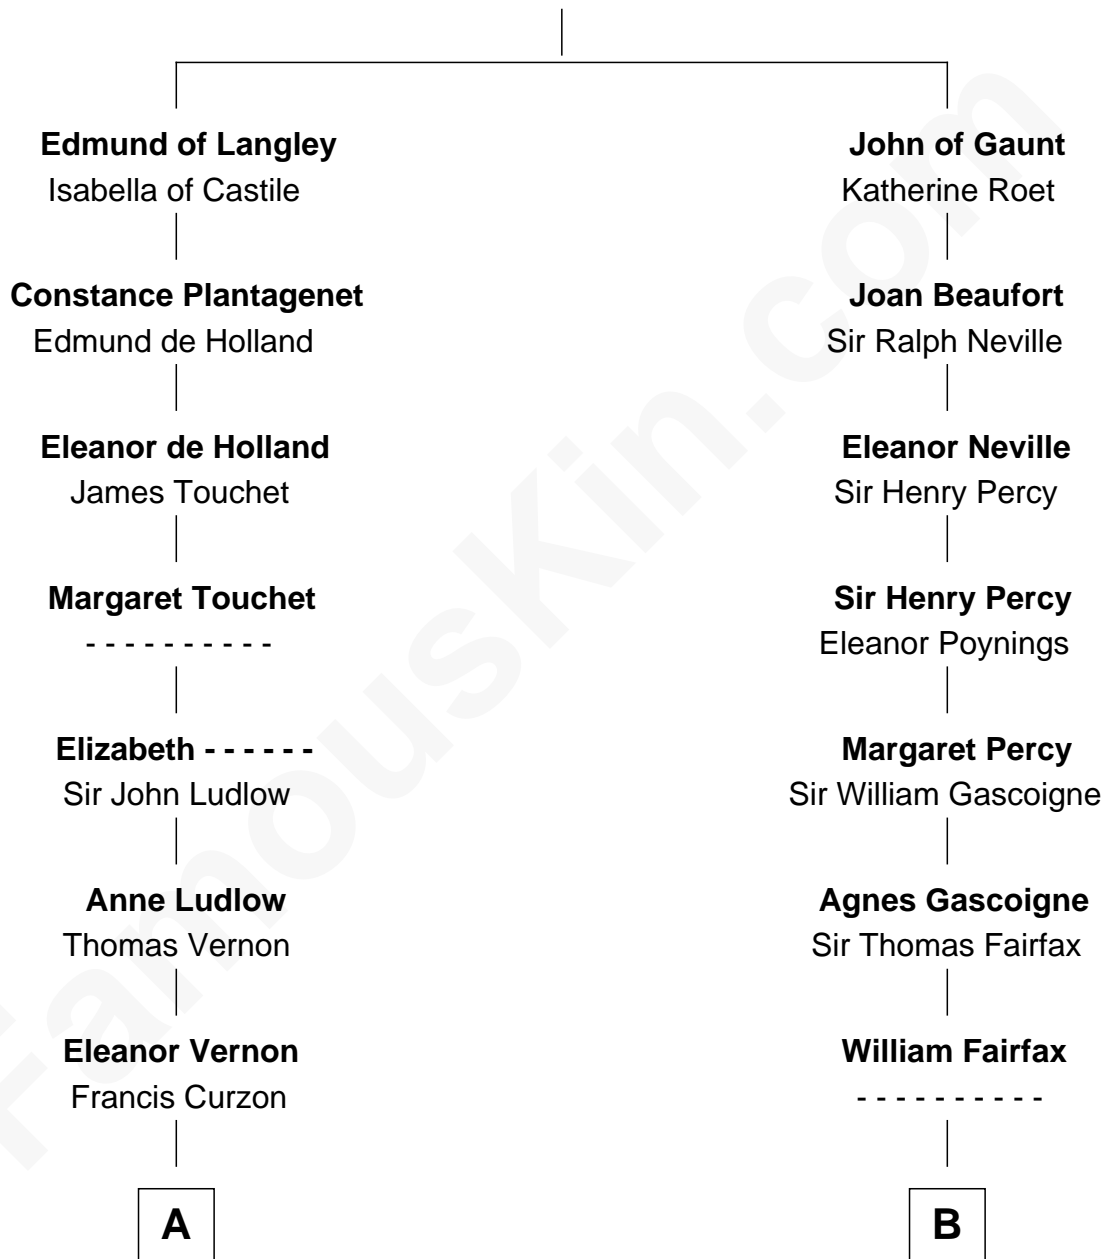 Edmund of Langley
Isabella of Castile
Constance Plantagenet
Edmund de Holland
Eleanor de Holland
James Touchet
Margaret Touchet
- - - - - - - - - -
Elizabeth - - - - - -
Sir John Ludlow
Anne Ludlow
Thomas Vernon
Eleanor Vernon
Francis Curzon
A
John of Gaunt
Katherine Roet
Joan Beaufort
Sir Ralph Neville
Eleanor Neville
Sir Henry Percy
Sir Henry Percy
Eleanor Poynings
Margaret Percy
Sir William Gascoigne
Agnes Gascoigne
Sir Thomas Fairfax
William Fairfax
- - - - - - - - - -
B
FamousKin.com